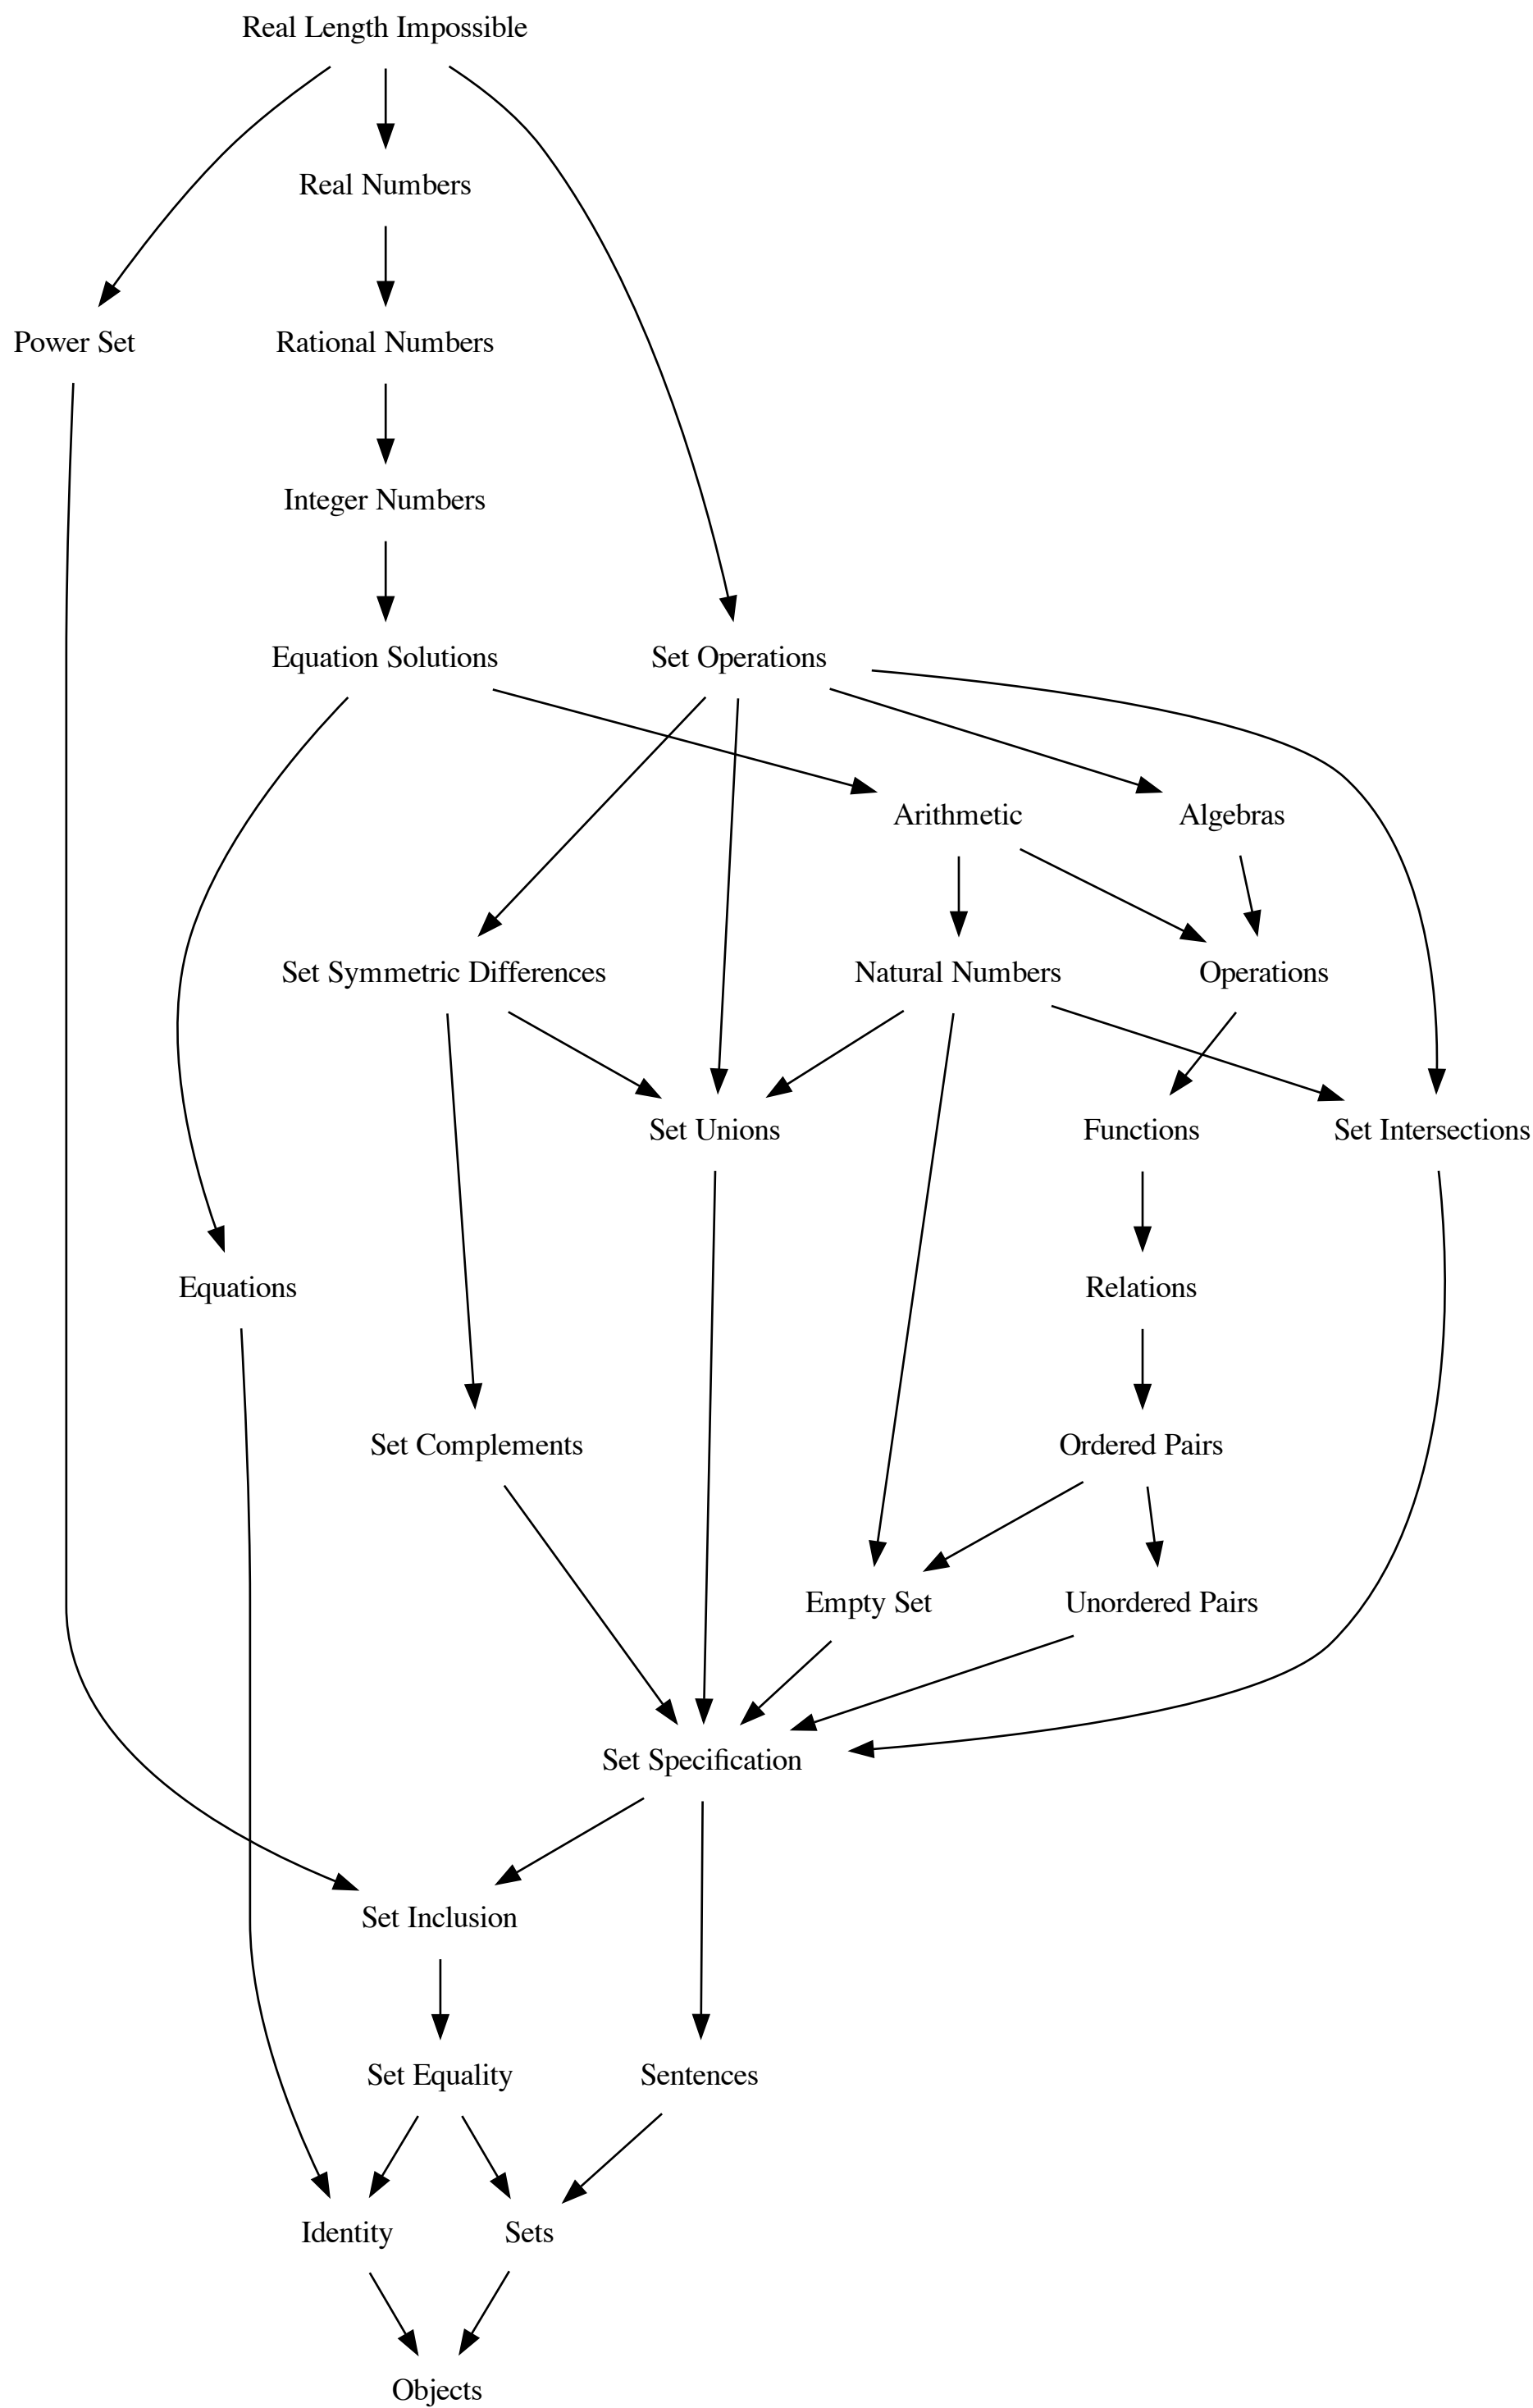 Real Length Impossible
Real Numbers
Power Set
Rational Numbers
Integer Numbers
Equation Solutions
Set Operations
Arithmetic
Algebras
Set Symmetric Differences
Natural Numbers
Operations
Set Unions
Functions
Set Intersections
Equations
Relations
Set Complements
Ordered Pairs
Empty Set
Unordered Pairs
Set Specification
Set Inclusion
Set Equality
Sentences
Identity
Sets
Objects